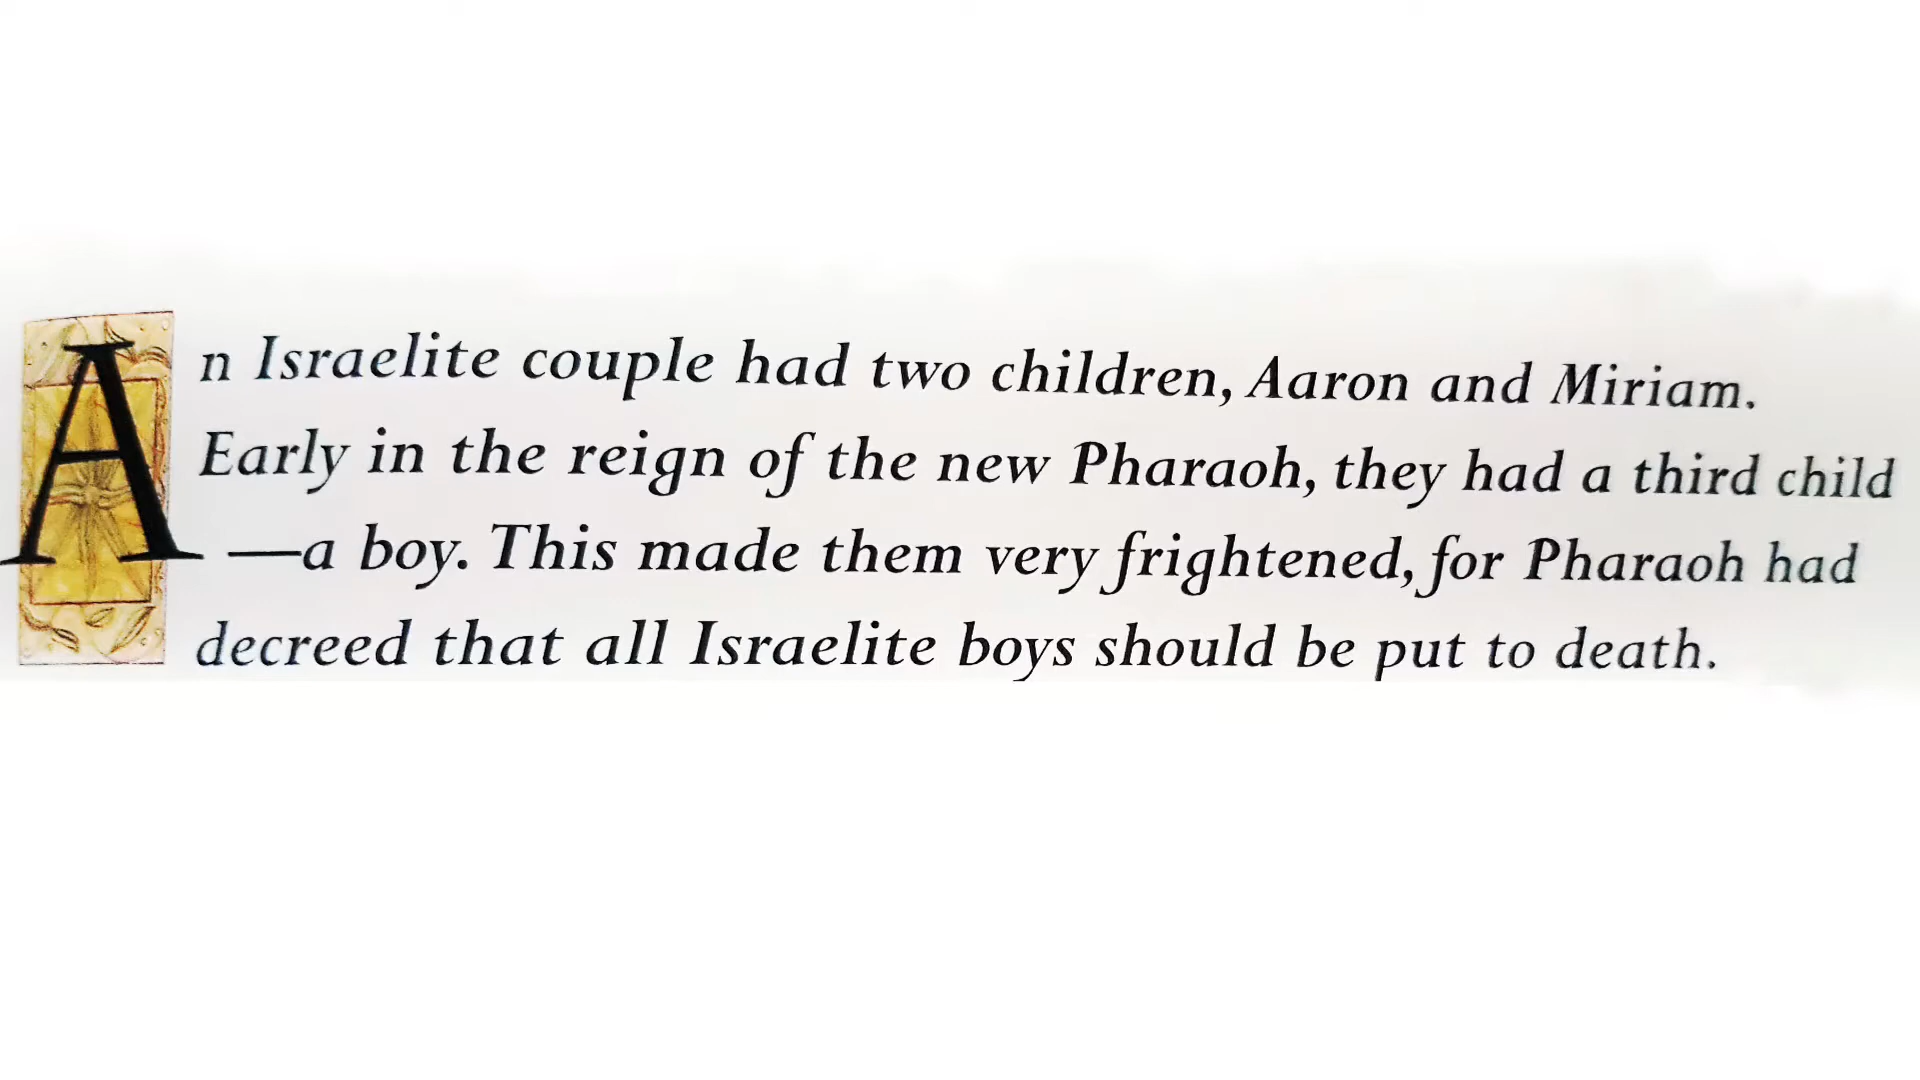 An Israelite couple had two children, Aaron and Miriam.
Early in the reign of the new Pharaoh, they had a third child
—a boy. This made them very frightened, for Pharaoh had
decreed that all Israelite boys should be put to death.